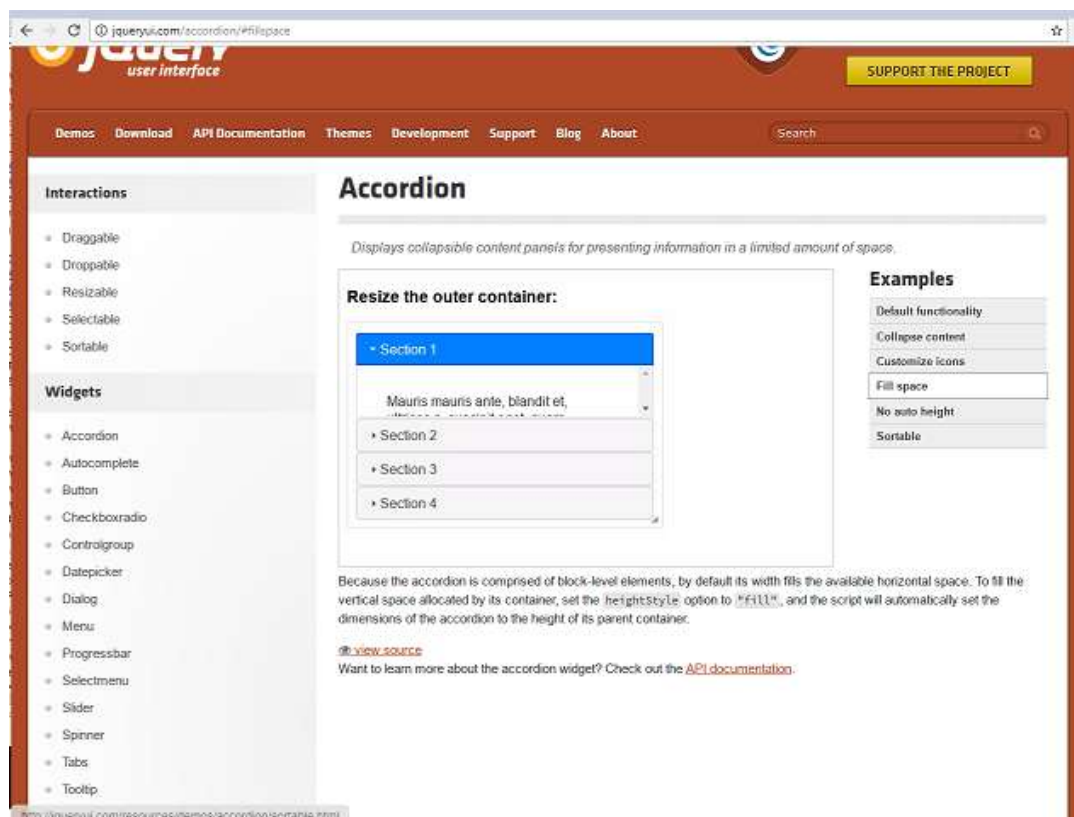 jqueryui.com/accordion/#fillspace
user interface
SUPPORT THE PROJECT
Demos Download API Documentation Themes Development Support Blog About Search
Interactions
Draggable
Droppable
Resizable
Selectable
Sortable
Widgets
Accordion
Autocomplete
Button
Checkboxradio
Controlgroup
Datepicker
Dialog
Menu
Progressbar
Selectmenu
Slider
Spinner
Tabs
Tooltip
Accordion
Displays collapsible content panels for presenting information in a limited amount of space.
Resize the outer container:
Section 1
Mauris mauris ante, blandit et,
Section 2
Section 3
Section 4
Examples
Default functionality
Collapse content
Customize icons
Fill space
No auto height
Sortable
Because the accordion is comprised of block-level elements, by default its width fills the available horizontal space. To fill the
vertical space allocated by its container, set the heightStyle option to "fill", and the script will automatically set the
dimensions of the accordion to the height of its parent container.
view source
Want to learn more about the accordion widget? Check out the API documentation.